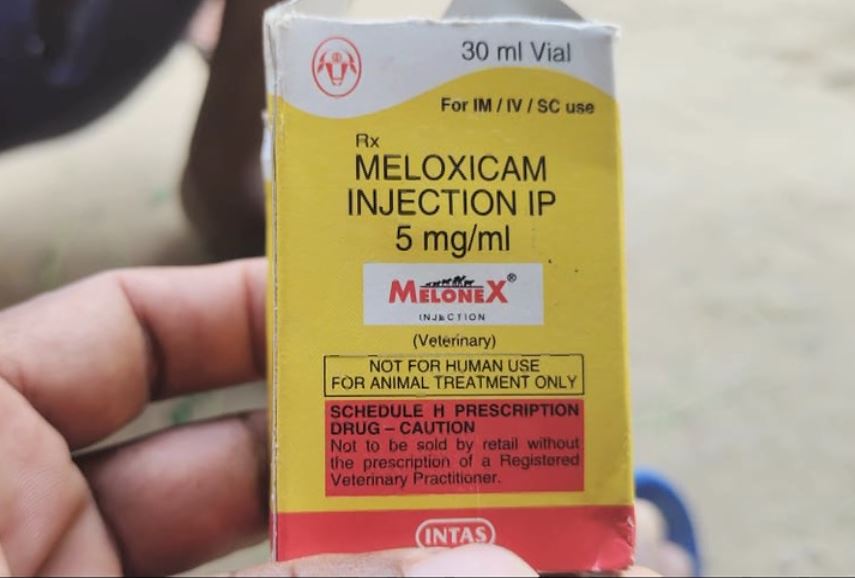 30 ml Vial
For IM / IV / SC use
Rx
MELOXICAM
INJECTION IP
5 mg/ml
MELONEX®
INJECTION
(Veterinary)
NOT FOR HUMAN USE
FOR ANIMAL TREATMENT ONLY
SCHEDULE H PRESCRIPTION
DRUG – CAUTION
Not to be sold by retail without
the prescription of a Registered
Veterinary Practitioner.
INTAS